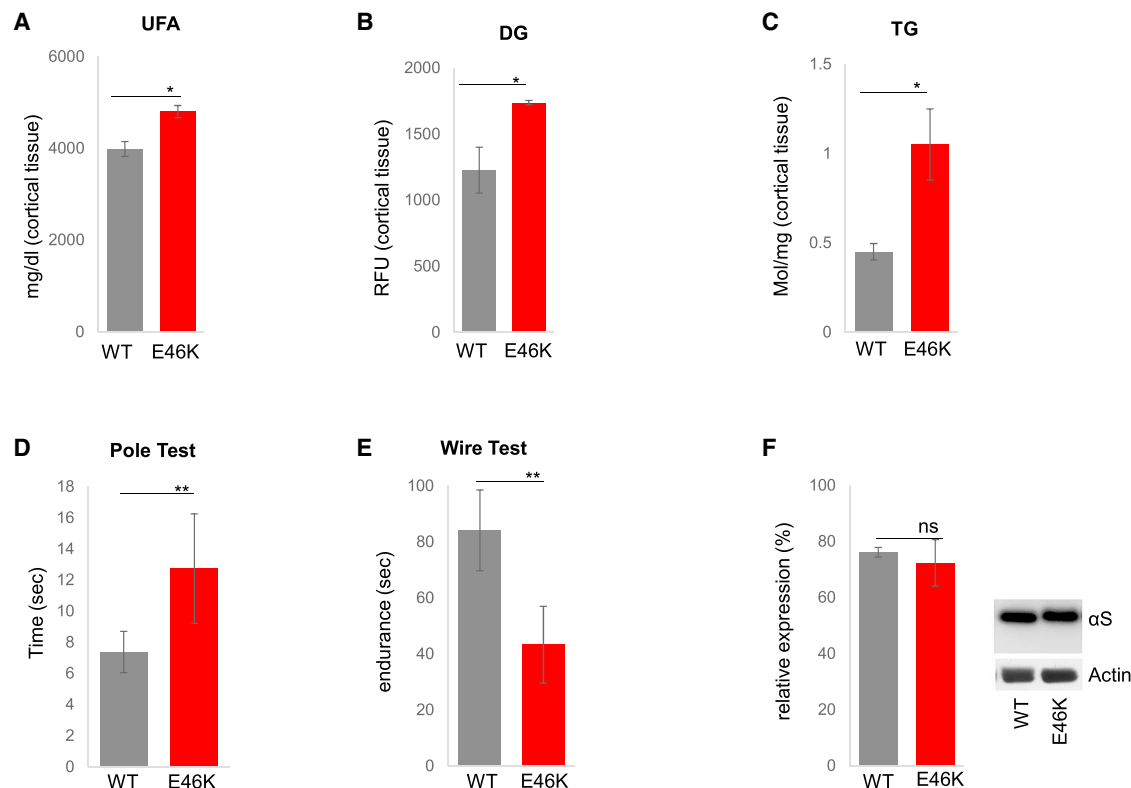 A
UFA
*
mg/dl (cortical tissue)
6000
4000
2000
0
WT E46K
B
DG
*
RFU (cortical tissue)
2000
1500
1000
500
0
WT E46K
C
TG
*
Mol/mg (cortical tissue)
1.5
1
0.5
0
WT E46K
D
Pole Test
**
Time (sec)
18
16
14
12
10
8
6
4
2
0
WT E46K
E
Wire Test
**
endurance (sec)
100
80
60
40
20
0
WT E46K
F
ns
relative expression (%)
100
80
60
40
20
0
WT E46K
αS
Actin
WT
E46K